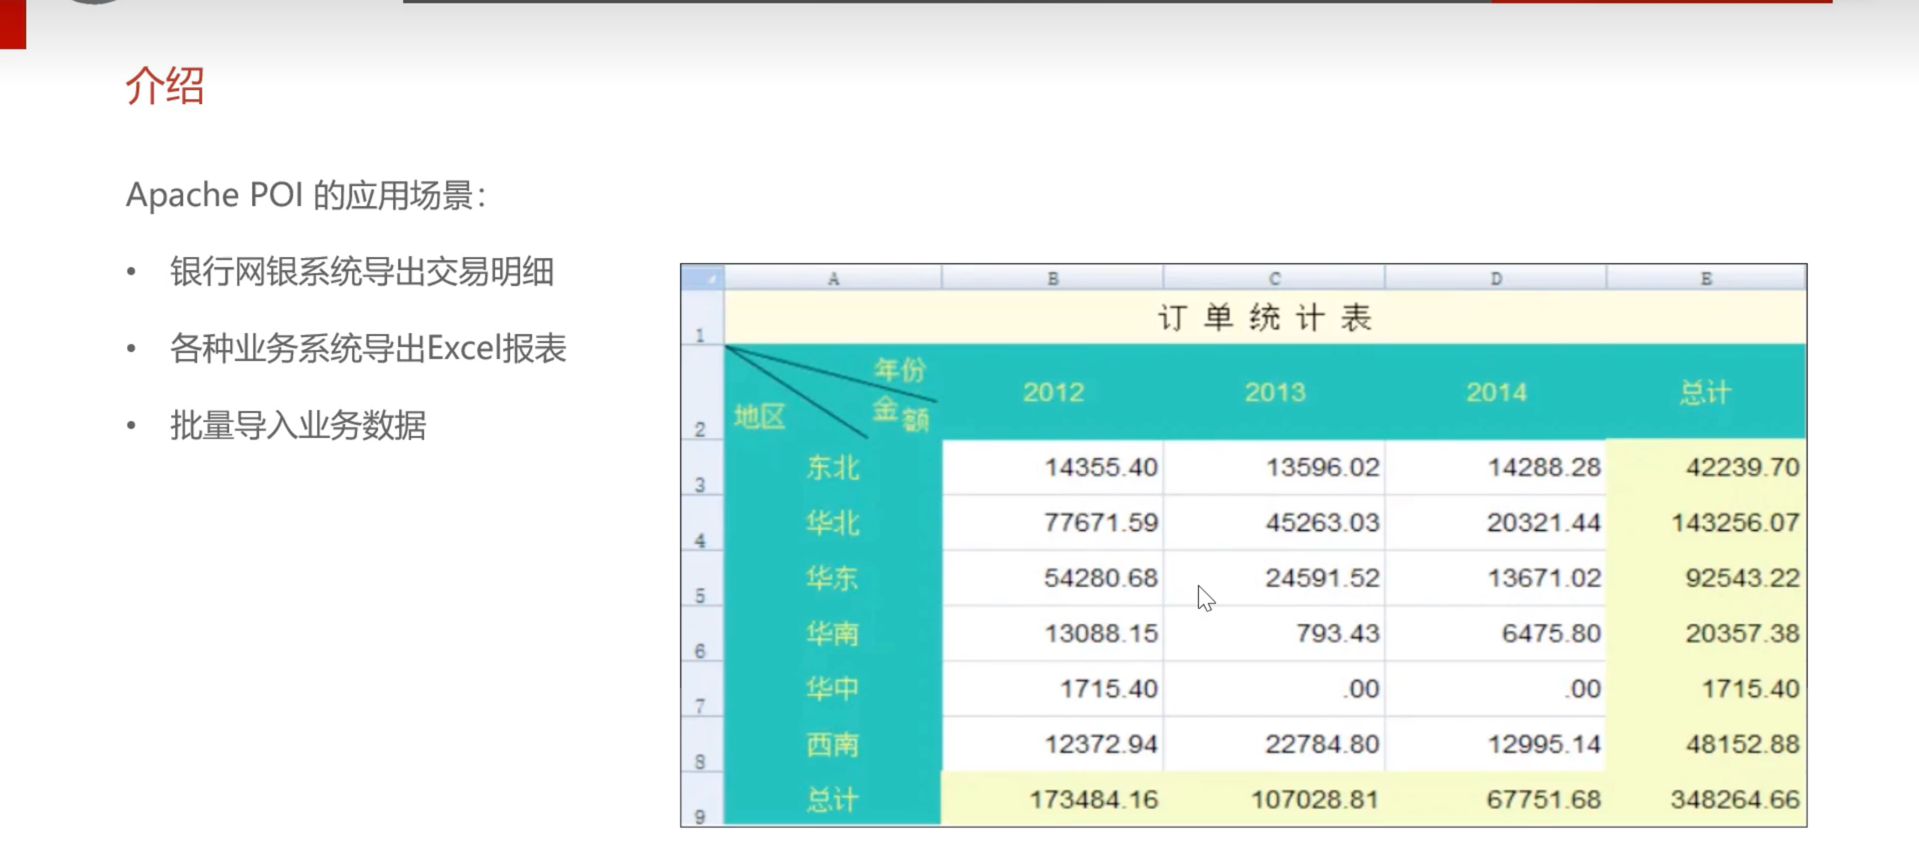 介绍
Apache POI 的应用场景：
• 银行网银系统导出交易明细
• 各种业务系统导出Excel报表
• 批量导入业务数据
A B C D E
1 订单统计表
年份
金额
地区
2 2012 2013 2014 总计
3 东北 14355.40 13596.02 14288.28 42239.70
4 华北 77671.59 45263.03 20321.44 143256.07
5 华东 54280.68 24591.52 13671.02 92543.22
6 华南 13088.15 793.43 6475.80 20357.38
7 华中 1715.40 .00 .00 1715.40
8 西南 12372.94 22784.80 12995.14 48152.88
9 总计 173484.16 107028.81 67751.68 348264.66